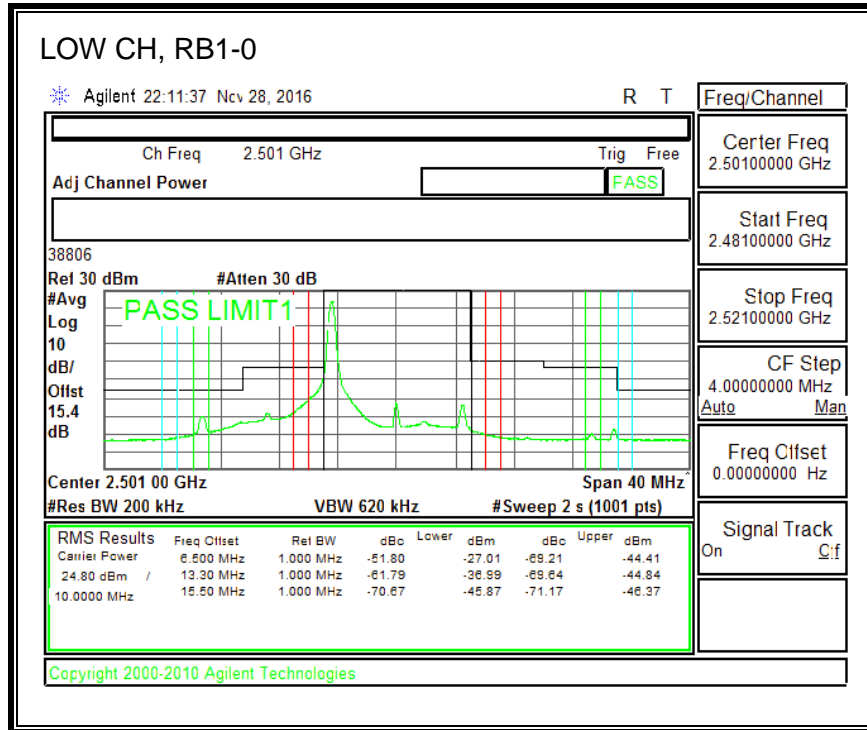 LOW CH, RB1-0
Agilent 22:11:37 Nov 28, 2016 R T
Freq/Channel
Ch Freq 2.501 GHz Trig Free
Adj Channel Power PASS
Center Freq
2.50100000 GHz
Start Freq
2.48100000 GHz
Stop Freq
2.52100000 GHz
CF Step
4.00000000 MHz
Auto Man
Freq Offset
0.00000000 Hz
Signal Track
On Off
38806
Ref 30 dBm #Atten 30 dB
#Avg
Log
10
dB/
Offst
15.4
dB
PASS LIMIT1
Center 2.501 00 GHz Span 40 MHz
#Res BW 200 kHz VBW 620 kHz #Sweep 2 s (1001 pts)
RMS Results Freq Offset Ref BW dBc Lower dBm dBc Upper dBm
Carrier Power 6.500 MHz 1.000 MHz -51.80 -27.01 -69.21 -44.41
24.80 dBm / 13.30 MHz 1.000 MHz -61.79 -36.99 -69.64 -44.84
10.0000 MHz 15.50 MHz 1.000 MHz -70.67 -45.87 -71.17 -46.37
Copyright 2000-2010 Agilent Technologies